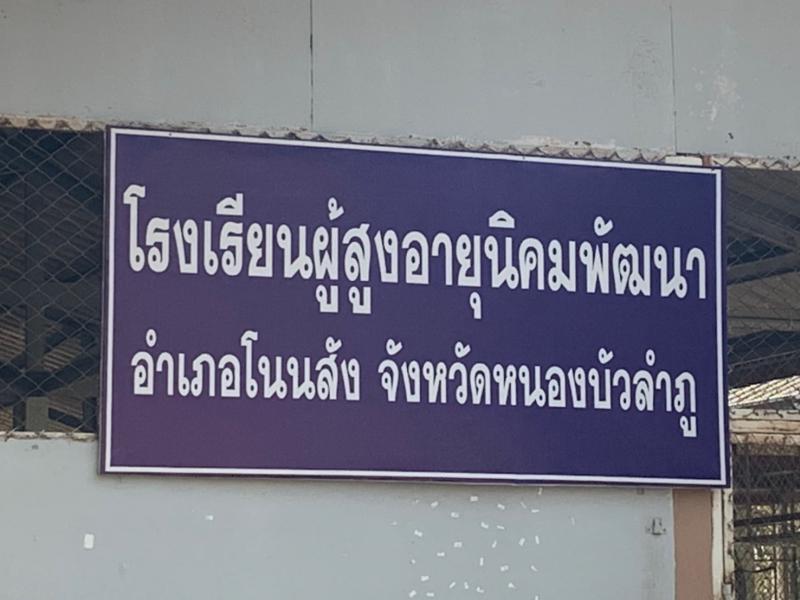 โรงเรียนผู้สูงอายุนิคมพัฒนา
อำเภอโนนสัง จังหวัดหนองบัวลำภู